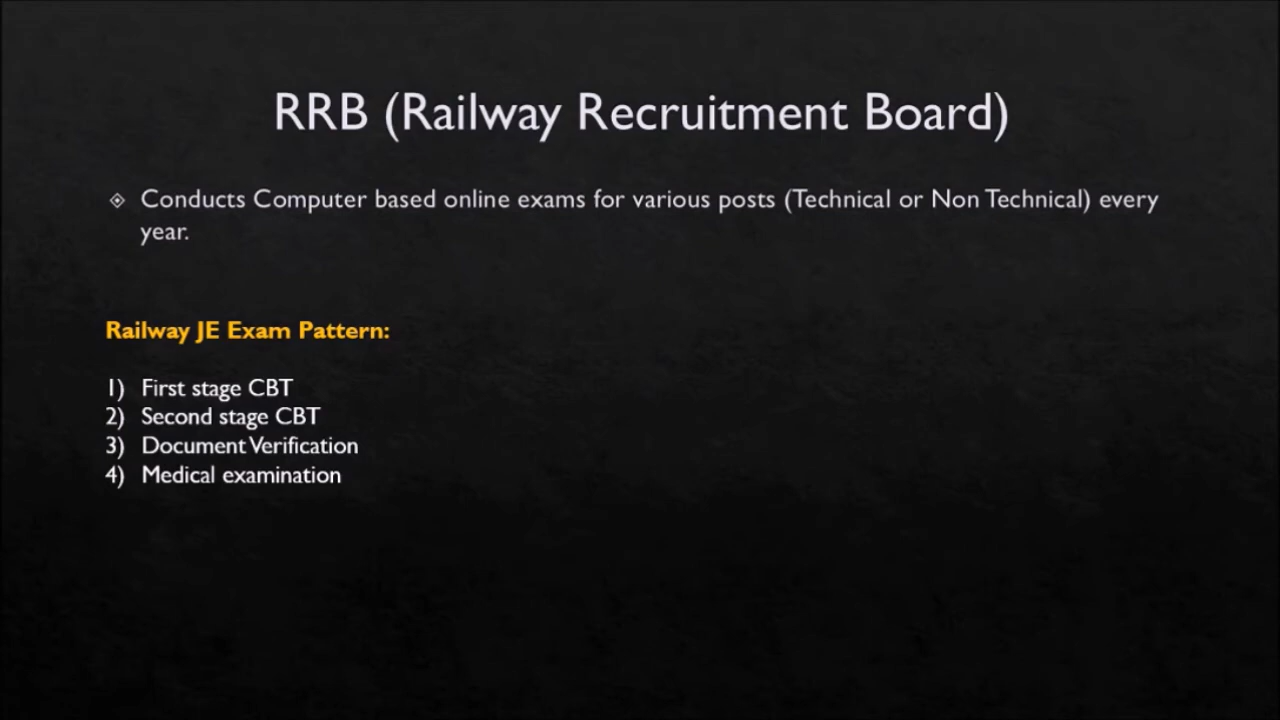 RRB (Railway Recruitment Board)
Conducts Computer based online exams for various posts (Technical or Non Technical) every
year.
Railway JE Exam Pattern:
1) First stage CBT
2) Second stage CBT
3) Document Verification
4) Medical examination